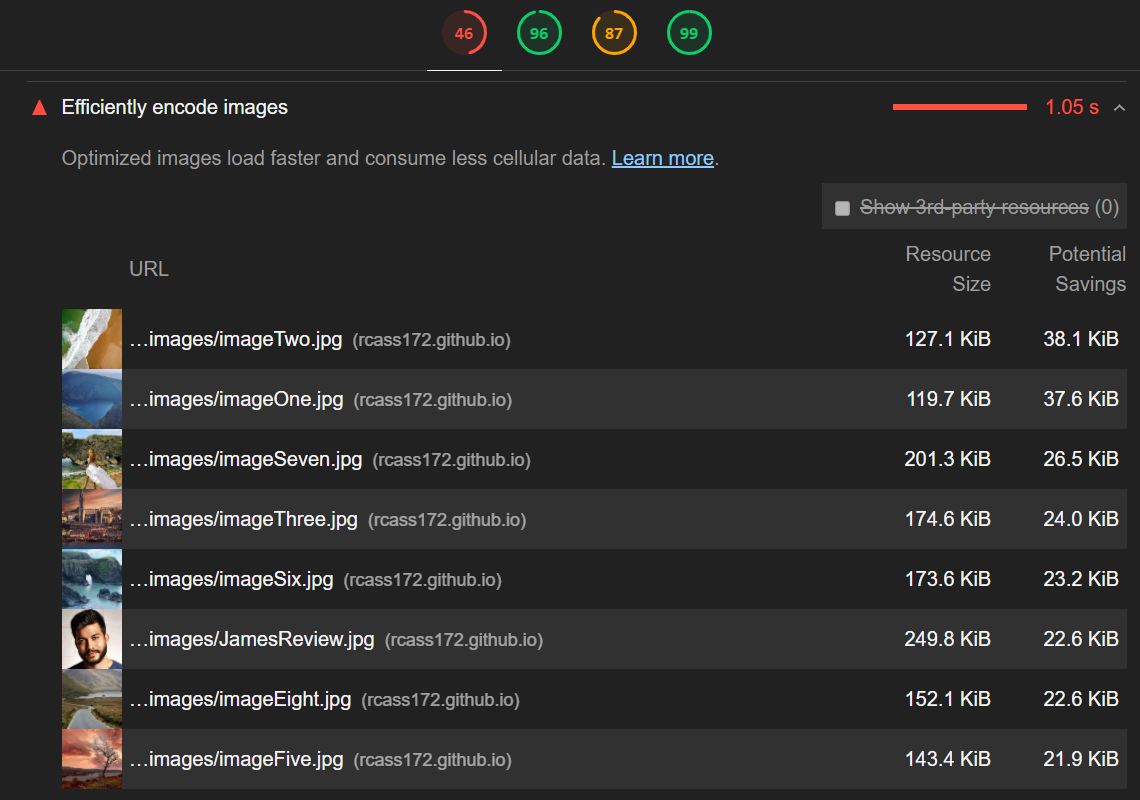 46 96 87 99
Efficiently encode images 1.05 s
Optimized images load faster and consume less cellular data. Learn more.
Show 3rd-party resources (0)
URL Resource Size Potential Savings
…images/imageTwo.jpg (rcass172.github.io) 127.1 KiB 38.1 KiB
…images/imageOne.jpg (rcass172.github.io) 119.7 KiB 37.6 KiB
…images/imageSeven.jpg (rcass172.github.io) 201.3 KiB 26.5 KiB
…images/imageThree.jpg (rcass172.github.io) 174.6 KiB 24.0 KiB
…images/imageSix.jpg (rcass172.github.io) 173.6 KiB 23.2 KiB
…images/JamesReview.jpg (rcass172.github.io) 249.8 KiB 22.6 KiB
…images/imageEight.jpg (rcass172.github.io) 152.1 KiB 22.6 KiB
…images/imageFive.jpg (rcass172.github.io) 143.4 KiB 21.9 KiB